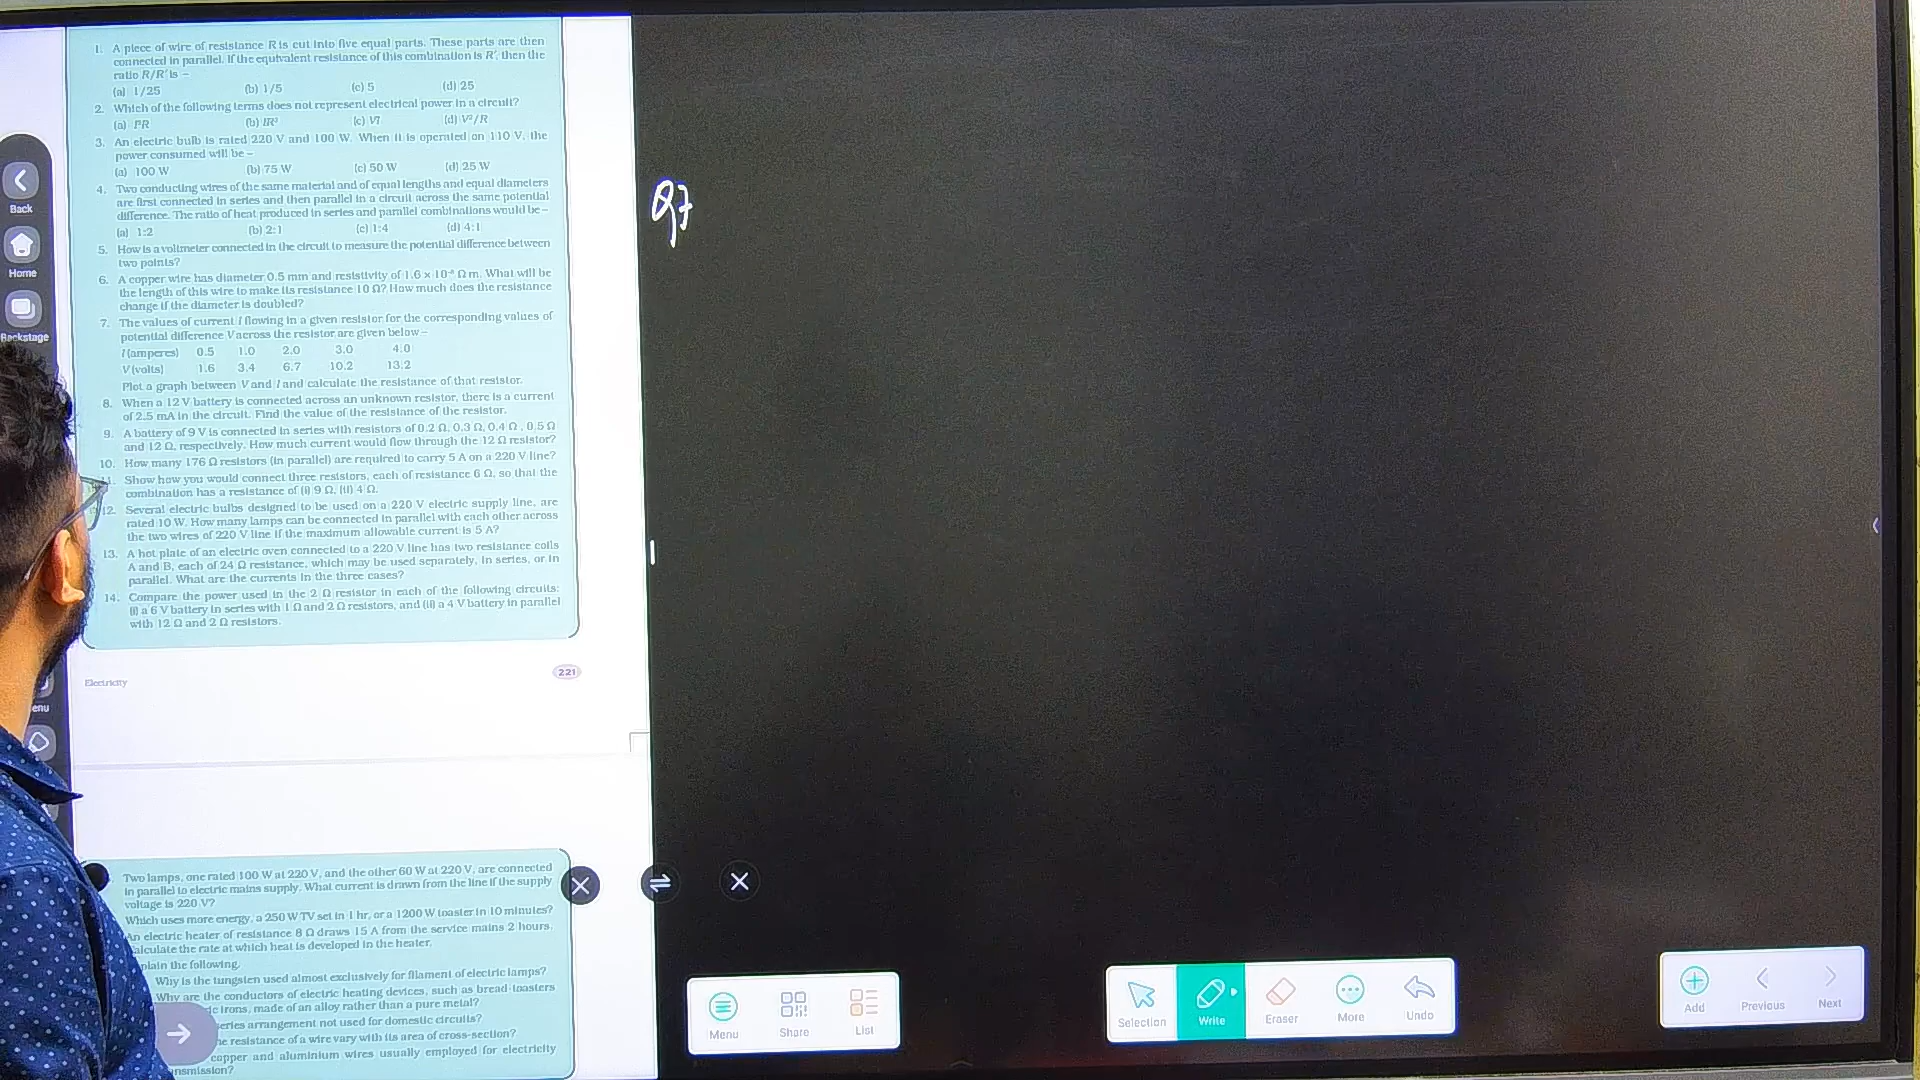 1. A piece of wire of resistance R is cut into five equal parts. These parts are then
connected in parallel. If the equivalent resistance of this combination is R′, then the
ratio R/R′ is –
(a) 1/25 (b) 1/5 (c) 5 (d) 25
2. Which of the following terms does not represent electrical power in a circuit?
(a) I²R (b) IR² (c) VI (d) V²/R
3. An electric bulb is rated 220 V and 100 W. When it is operated on 110 V, the
power consumed will be –
(a) 100 W (b) 75 W (c) 50 W (d) 25 W
4. Two conducting wires of the same material and of equal lengths and equal diameters
are first connected in series and then parallel in a circuit across the same potential
difference. The ratio of heat produced in series and parallel combinations would be –
(a) 1:2 (b) 2:1 (c) 1:4 (d) 4:1
5. How is a voltmeter connected in the circuit to measure the potential difference between
two points?
6. A copper wire has diameter 0.5 mm and resistivity of 1.6 × 10⁻⁸ Ω m. What will be
the length of this wire to make its resistance 10 Ω? How much does the resistance
change if the diameter is doubled?
7. The values of current I flowing in a given resistor for the corresponding values of
potential difference V across the resistor are given below –
I (amperes) 0.5 1.0 2.0 3.0 4.0
V (volts) 1.6 3.4 6.7 10.2 13.2
Plot a graph between V and I and calculate the resistance of that resistor.
8. When a 12 V battery is connected across an unknown resistor, there is a current
of 2.5 mA in the circuit. Find the value of the resistance of the resistor.
9. A battery of 9 V is connected in series with resistors of 0.2 Ω, 0.3 Ω, 0.4 Ω , 0.5 Ω
and 12 Ω, respectively. How much current would flow through the 12 Ω resistor?
10. How many 176 Ω resistors (in parallel) are required to carry 5 A on a 220 V line?
Show how you would connect three resistors, each of resistance 6 Ω, so that the
combination has a resistance of (i) 9 Ω, (ii) 4 Ω.
12. Several electric bulbs designed to be used on a 220 V electric supply line, are
rated 10 W. How many lamps can be connected in parallel with each other across
the two wires of 220 V line if the maximum allowable current is 5 A?
13. A hot plate of an electric oven connected to a 220 V line has two resistance coils
A and B, each of 24 Ω resistance, which may be used separately, in series, or in
parallel. What are the currents in the three cases?
14. Compare the power used in the 2 Ω resistor in each of the following circuits:
(i) a 6 V battery in series with 1 Ω and 2 Ω resistors, and (ii) a 4 V battery in parallel
with 12 Ω and 2 Ω resistors.
221
Electricity
Two lamps, one rated 100 W at 220 V, and the other 60 W at 220 V, are connected
in parallel to electric mains supply. What current is drawn from the line if the supply
voltage is 220 V?
Which uses more energy, a 250 W TV set in 1 hr, or a 1200 W toaster in 10 minutes?
An electric heater of resistance 8 Ω draws 15 A from the service mains 2 hours.
alculate the rate at which heat is developed in the heater.
plain the following.
Why is the tungsten used almost exclusively for filament of electric lamps?
Why are the conductors of electric heating devices, such as bread-toasters
ic irons, made of an alloy rather than a pure metal?
eries arrangement not used for domestic circuits?
he resistance of a wire vary with its area of cross-section?
copper and aluminium wires usually employed for electricity
ansmission?
Back
Home
Backstage
enu
Q7
Menu Share List
Selection Write Eraser More Undo
Add Previous Next